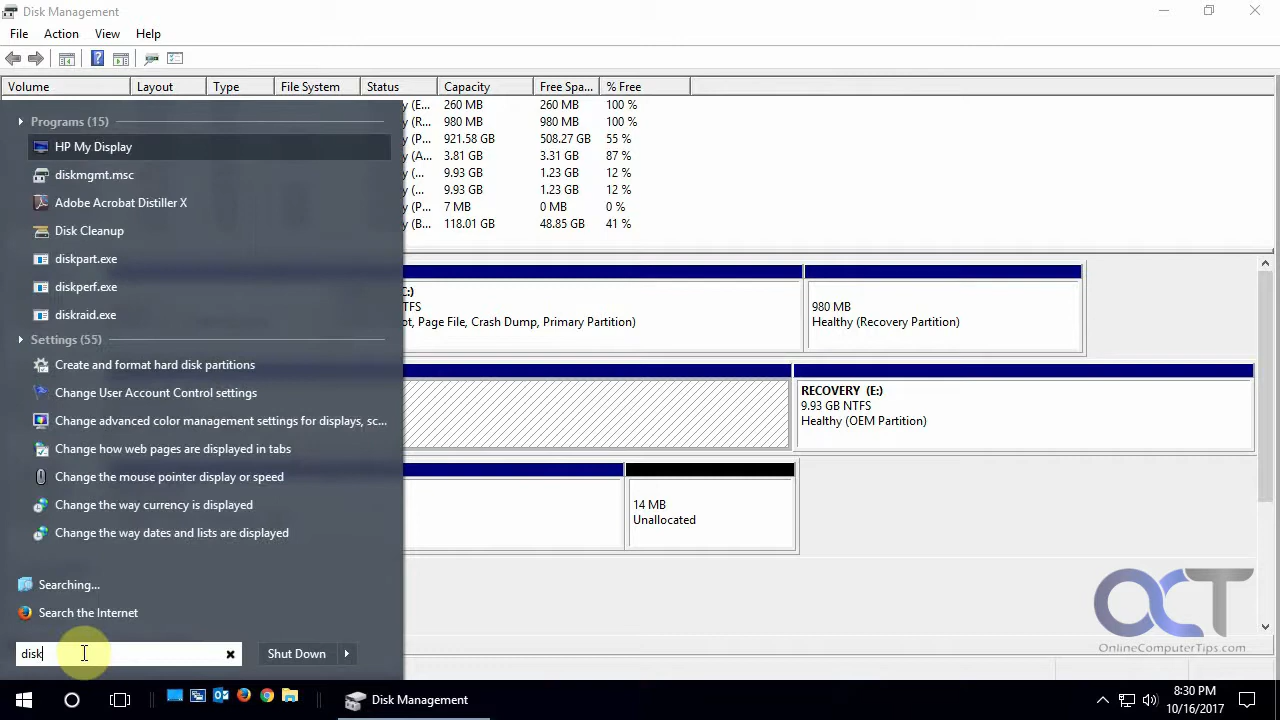 Disk Management
File Action View Help
Volume Layout Type File System Status Capacity Free Spa... % Free
y (E... 260 MB 260 MB 100 %
y (R... 980 MB 980 MB 100 %
y (P... 921.58 GB 508.27 GB 55 %
y (A... 3.81 GB 3.31 GB 87 %
y (... 9.93 GB 1.23 GB 12 %
y (... 9.93 GB 1.23 GB 12 %
y (P... 7 MB 0 MB 0 %
y (B... 118.01 GB 48.85 GB 41 %
Programs (15)
HP My Display
diskmgmt.msc
Adobe Acrobat Distiller X
Disk Cleanup
diskpart.exe
diskperf.exe
diskraid.exe
Settings (55)
Create and format hard disk partitions
Change User Account Control settings
Change advanced color management settings for displays, sc...
Change how web pages are displayed in tabs
Change the mouse pointer display or speed
Change the way currency is displayed
Change the way dates and lists are displayed
Searching...
Search the Internet
disk
Shut Down
C:)
TFS
ot, Page File, Crash Dump, Primary Partition)
980 MB
Healthy (Recovery Partition)
RECOVERY (E:)
9.93 GB NTFS
Healthy (OEM Partition)
14 MB
Unallocated
OCT
OnlineComputerTips.com
Disk Management
8:30 PM
10/16/2017